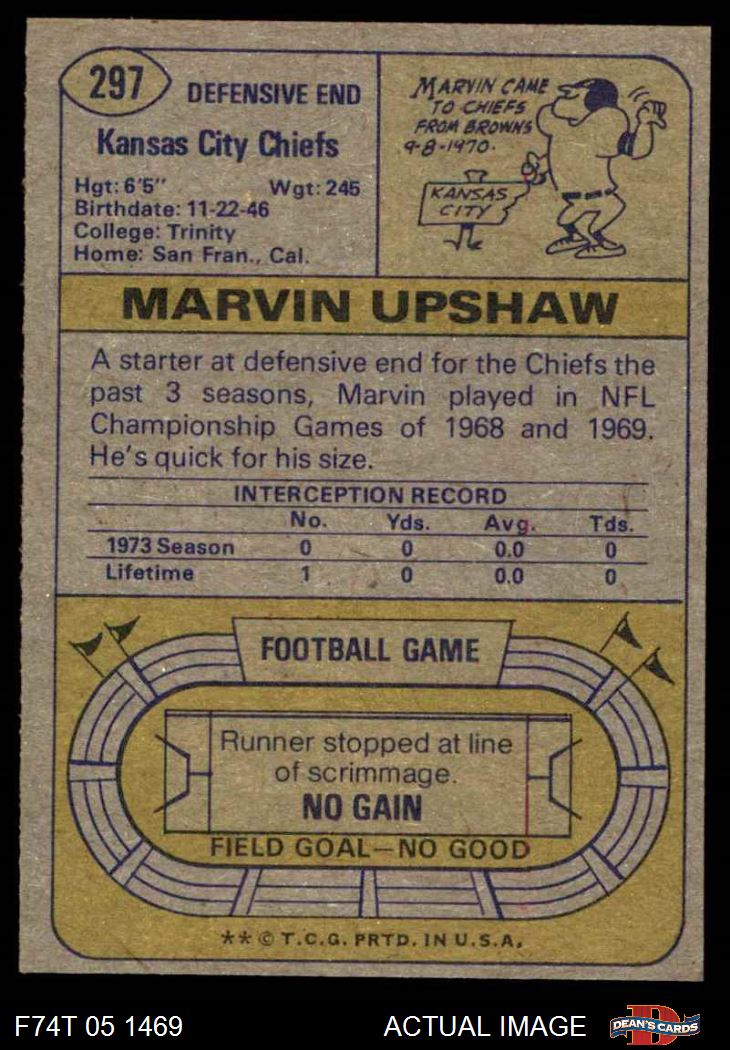 297
DEFENSIVE END
Kansas City Chiefs
Hgt: 6'5" Wgt: 245
Birthdate: 11-22-46
College: Trinity
Home: San Fran., Cal.
MARVIN CAME
TO CHIEFS
FROM BROWNS
9-8-1970.
KANSAS
CITY
MARVIN UPSHAW
A starter at defensive end for the Chiefs the
past 3 seasons, Marvin played in NFL
Championship Games of 1968 and 1969.
He's quick for his size.
INTERCEPTION RECORD
No. Yds. Avg. Tds.
1973 Season 0 0 0.0 0
Lifetime 1 0 0.0 0
FOOTBALL GAME
Runner stopped at line
of scrimmage.
NO GAIN
FIELD GOAL—NO GOOD
** © T.C.G. PRTD. IN U.S.A.
F74T 05 1469 ACTUAL IMAGE
D
DEAN'S CARDS